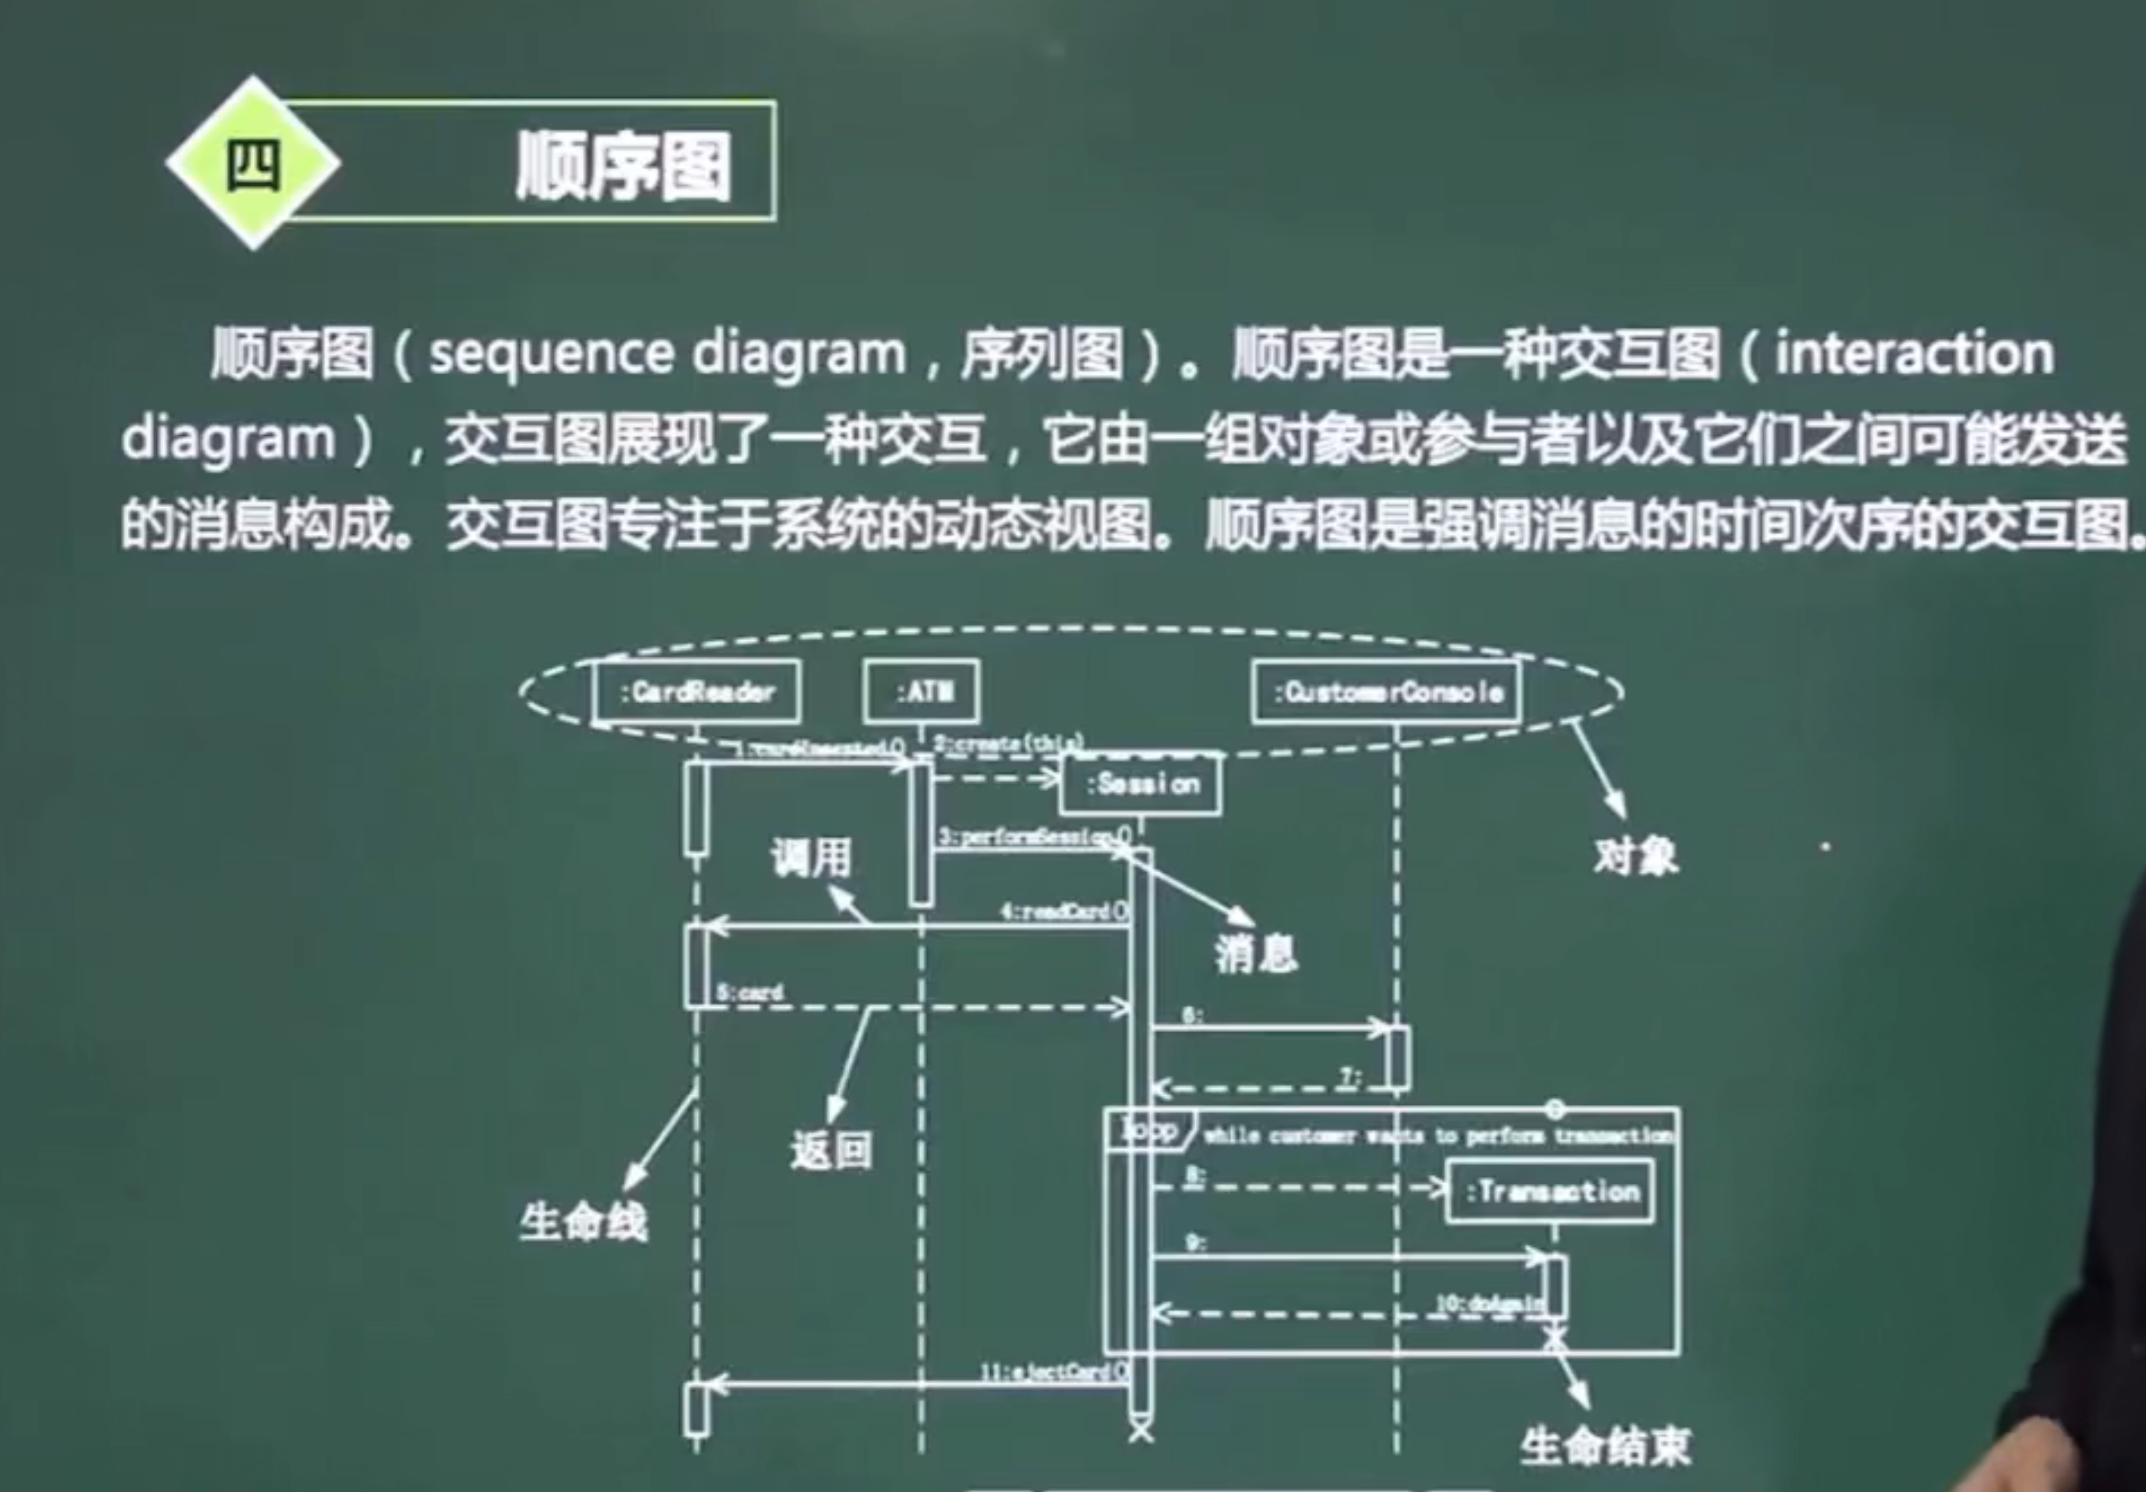 四
顺序图
顺序图（sequence diagram，序列图）。顺序图是一种交互图（interaction
diagram），交互图展现了一种交互，它由一组对象或参与者以及它们之间可能发送
的消息构成。交互图专注于系统的动态视图。顺序图是强调消息的时间次序的交互图。
:CardReader
:ATM
:CustomerConsole
1:cardInserted()
2:create(this)
:Session
3:performSession()
调用
对象
4:readCard()
消息
5:card
6:
7:
返回
loop
while customer wants to perform transaction
8:
:Transaction
生命线
9:
10:doAgain
11:ejectCard()
生命结束